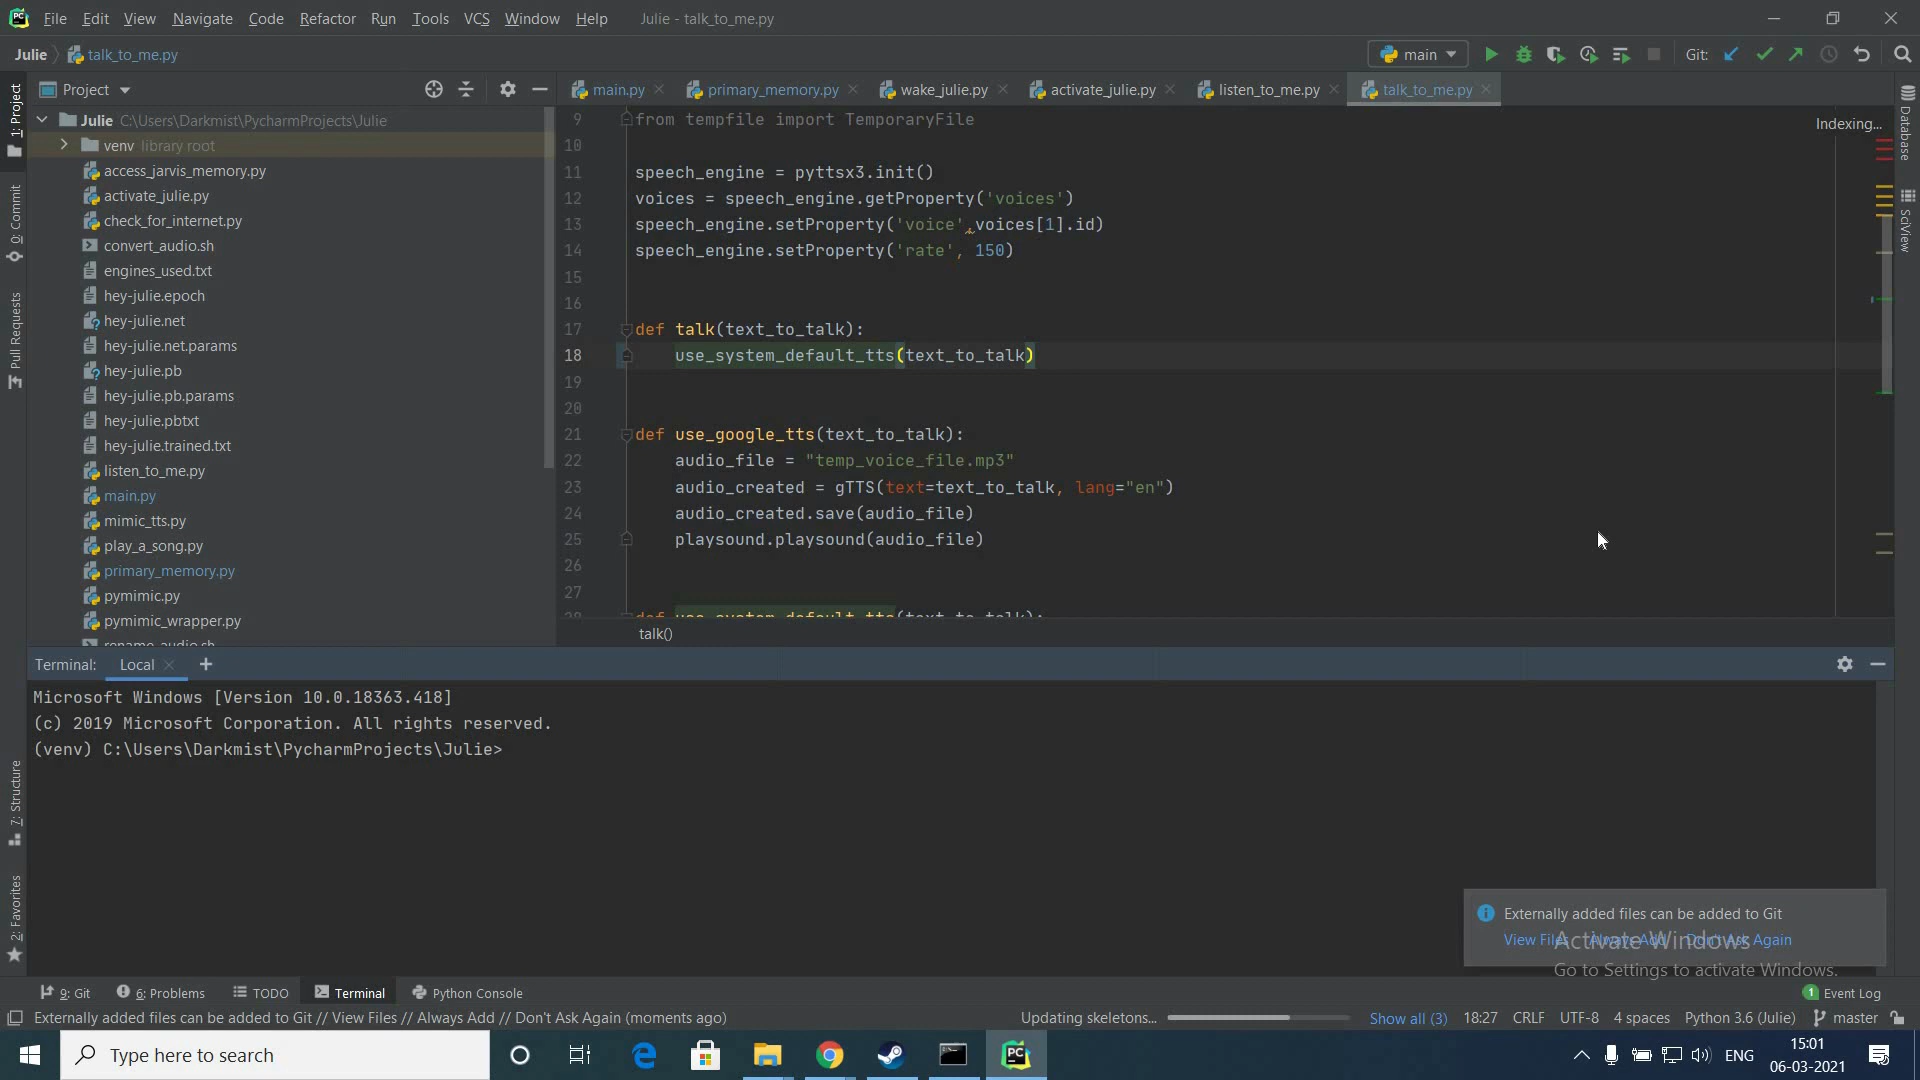 File Edit View Navigate Code Refactor Run Tools VCS Window Help Julie - talk_to_me.py
Julie talk_to_me.py main Git:
Project
main.py primary_memory.py wake_julie.py activate_julie.py listen_to_me.py talk_to_me.py
1: Project
0: Commit
Pull Requests
7: Structure
2: Favorites
Julie C:\Users\Darkmist\PycharmProjects\Julie
venv library root
access_jarvis_memory.py
activate_julie.py
check_for_internet.py
convert_audio.sh
engines_used.txt
hey-julie.epoch
hey-julie.net
hey-julie.net.params
hey-julie.pb
hey-julie.pb.params
hey-julie.pbtxt
hey-julie.trained.txt
listen_to_me.py
main.py
mimic_tts.py
play_a_song.py
primary_memory.py
pymimic.py
pymimic_wrapper.py
rename_audio.sh
Indexing...
9 from tempfile import TemporaryFile
10
11 speech_engine = pyttsx3.init()
12 voices = speech_engine.getProperty('voices')
13 speech_engine.setProperty('voice',voices[1].id)
14 speech_engine.setProperty('rate', 150)
15
16
17 def talk(text_to_talk):
18 use_system_default_tts(text_to_talk)
19
20
21 def use_google_tts(text_to_talk):
22 audio_file = "temp_voice_file.mp3"
23 audio_created = gTTS(text=text_to_talk, lang="en")
24 audio_created.save(audio_file)
25 playsound.playsound(audio_file)
26
27
28 def use_system_default_tts(text_to_talk):
talk()
Database
SciView
Terminal: Local +
Microsoft Windows [Version 10.0.18363.418]
(c) 2019 Microsoft Corporation. All rights reserved.
(venv) C:\Users\Darkmist\PycharmProjects\Julie>
Externally added files can be added to Git
View Files Always Add Don't Ask Again
Activate Windows
Go to Settings to activate Windows.
9: Git 6: Problems TODO Terminal Python Console 1 Event Log
Externally added files can be added to Git // View Files // Always Add // Don't Ask Again (moments ago) Updating skeletons... Show all (3) 18:27 CRLF UTF-8 4 spaces Python 3.6 (Julie) master
Type here to search
PC
ENG
15:01
06-03-2021